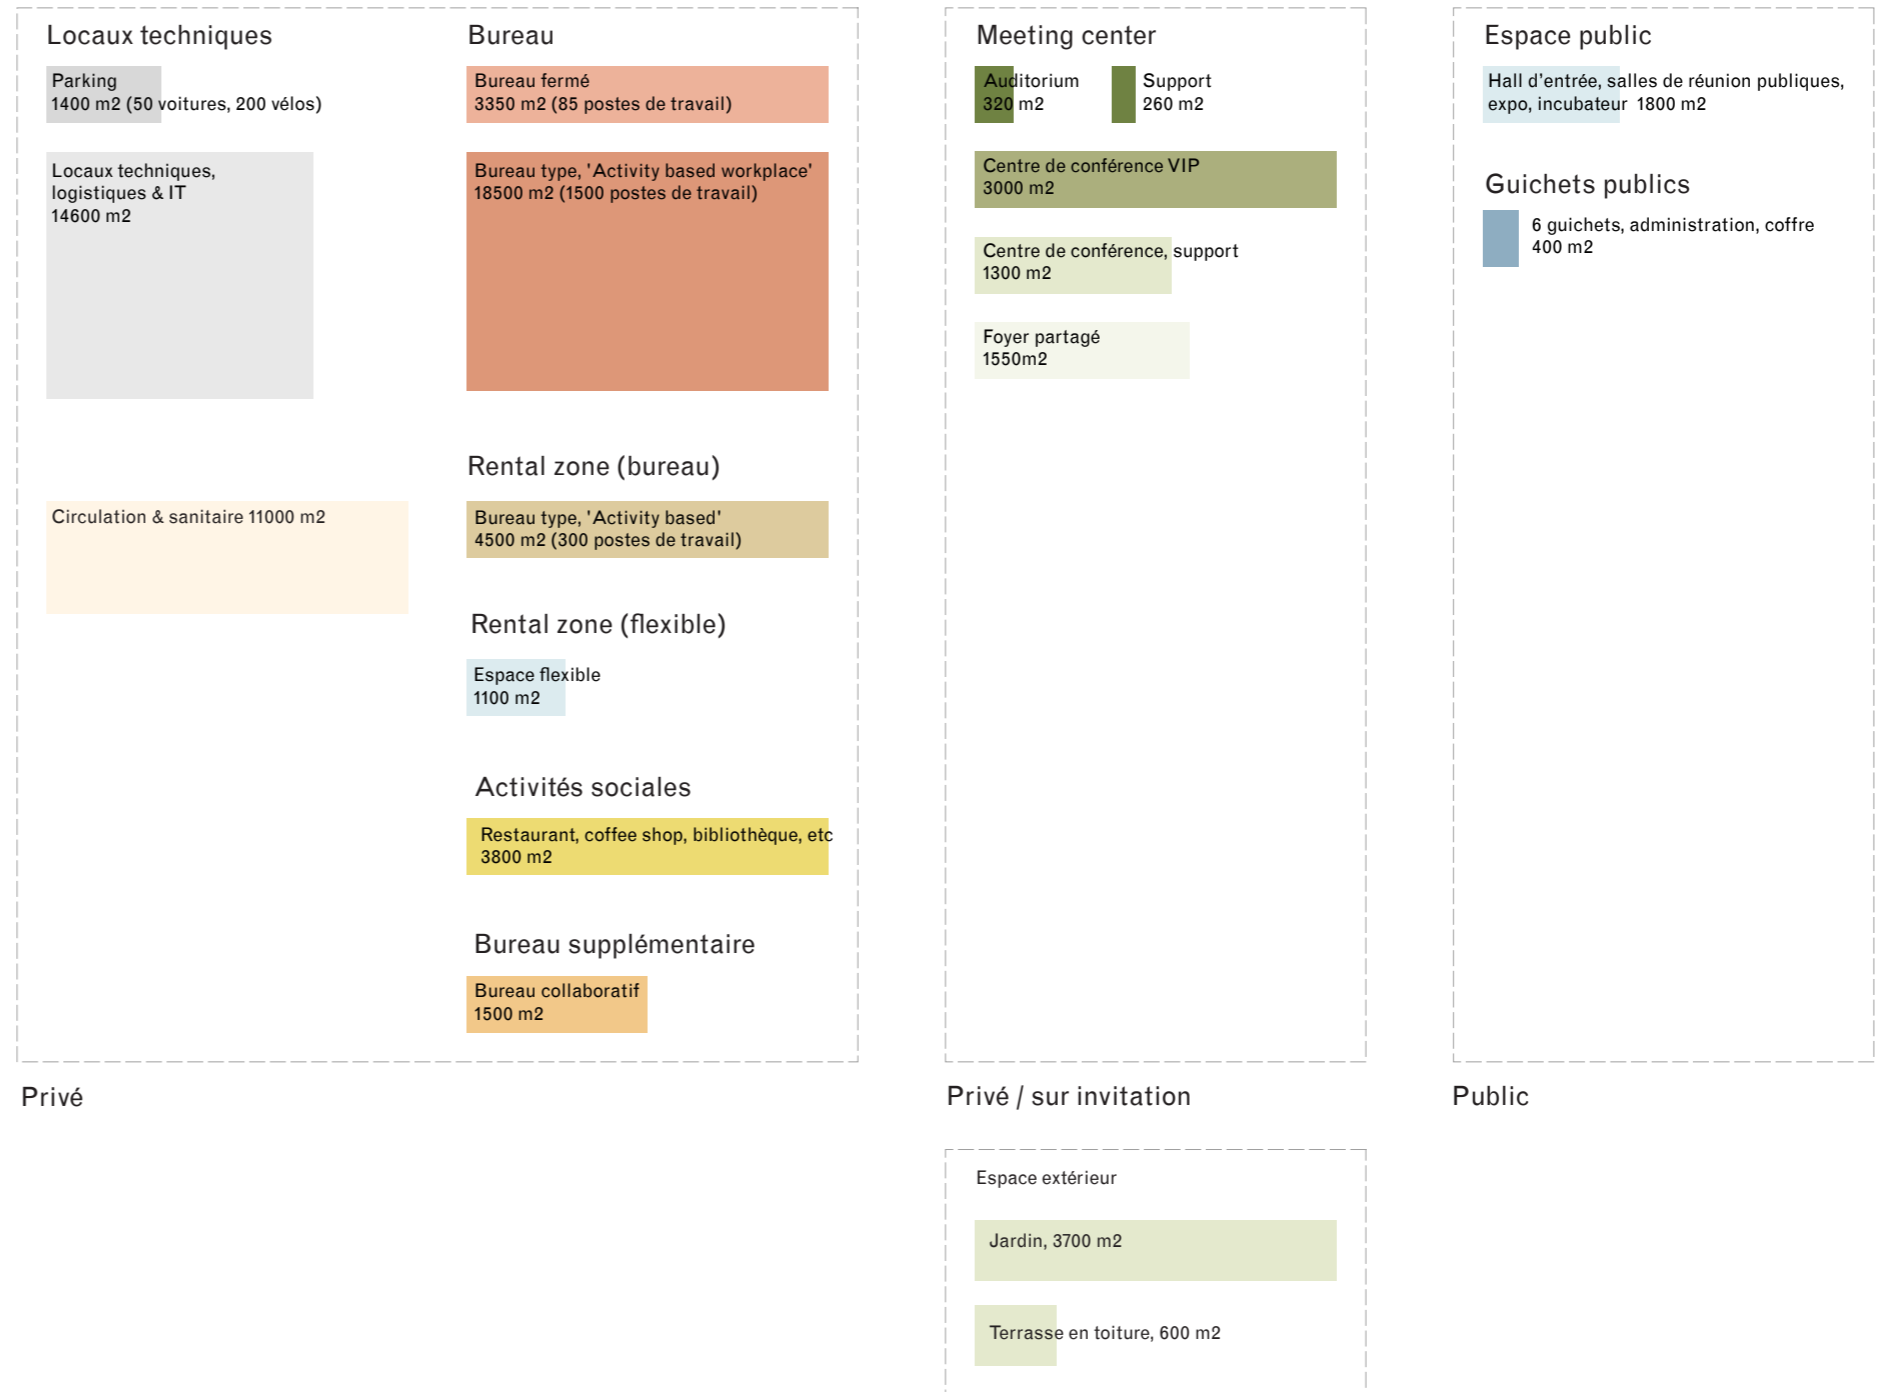 Locaux techniques
Parking
1400 m2 (50 voitures, 200 vélos)
Locaux techniques,
logistiques & IT
14600 m2
Circulation & sanitaire 11000 m2
Bureau
Bureau fermé
3350 m2 (85 postes de travail)
Bureau type, 'Activity based workplace'
18500 m2 (1500 postes de travail)
Rental zone (bureau)
Bureau type, 'Activity based'
4500 m2 (300 postes de travail)
Rental zone (flexible)
Espace flexible
1100 m2
Activités sociales
Restaurant, coffee shop, bibliothèque, etc
3800 m2
Bureau supplémentaire
Bureau collaboratif
1500 m2
Privé
Meeting center
Auditorium
320 m2
Support
260 m2
Centre de conférence VIP
3000 m2
Centre de conférence, support
1300 m2
Foyer partagé
1550m2
Privé / sur invitation
Espace public
Hall d'entrée, salles de réunion publiques,
expo, incubateur 1800 m2
Guichets publics
6 guichets, administration, coffre
400 m2
Public
Espace extérieur
Jardin, 3700 m2
Terrasse en toiture, 600 m2